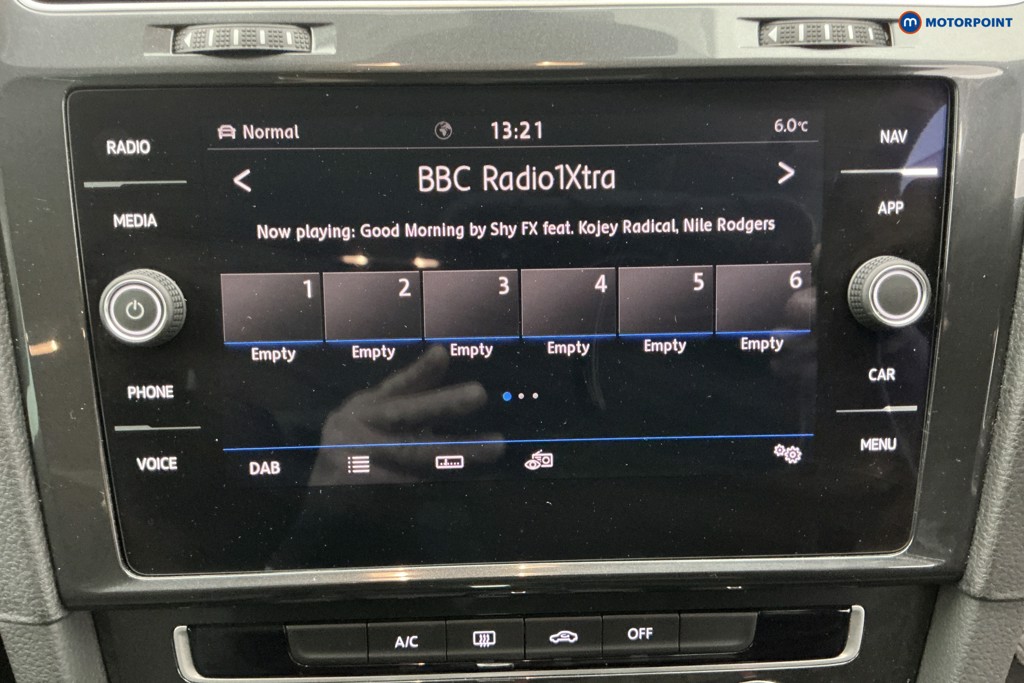 MOTORPOINT
RADIO
MEDIA
PHONE
VOICE
Normal
13:21
6.0°C
< BBC Radio1Xtra >
Now playing: Good Morning by Shy FX feat. Kojey Radical, Nile Rodgers
1 2 3 4 5 6
Empty Empty Empty Empty Empty Empty
DAB
NAV
APP
CAR
MENU
A/C
OFF